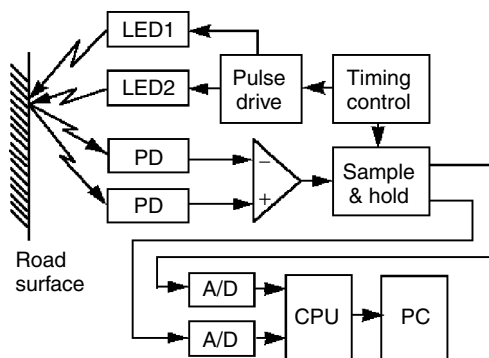 LED1
LED2
Pulse
drive
Timing
control
PD
PD
−
+
Sample
& hold
Road
surface
A/D
A/D
CPU
PC